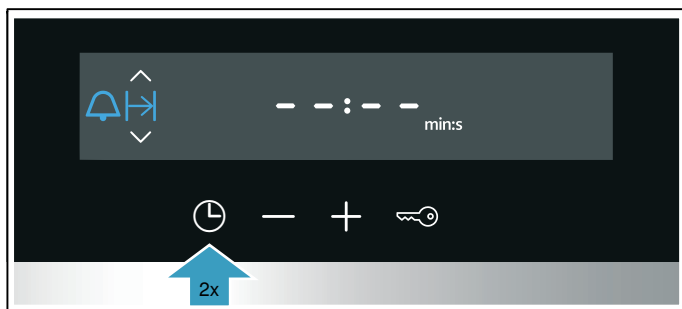 – –:– –
min:s
2x